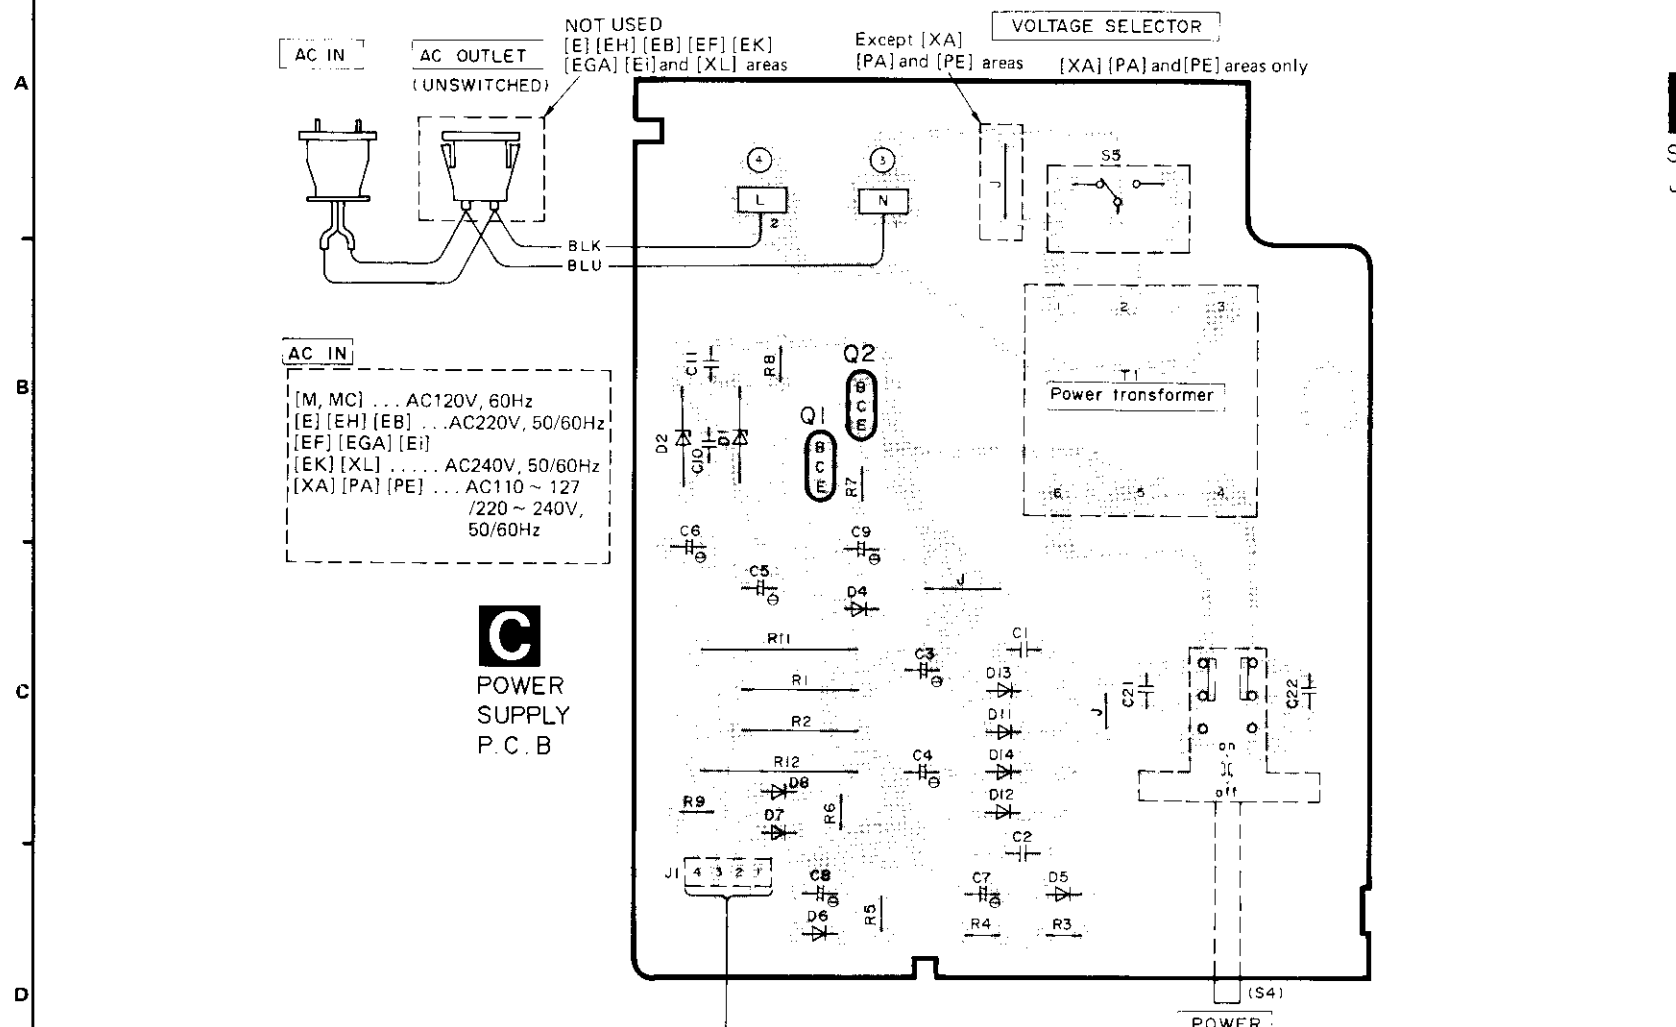 NOT USED
[E] [EH] [EB] [EF] [EK]
[EGA] [Ei] and [XL] areas
AC IN
AC OUTLET
(UNSWITCHED)
Except [XA]
[PA] and [PE] areas
VOLTAGE SELECTOR
[XA] [PA] and [PE] areas only
A
4
3
L
2
N
1
J
S5
BLK
BLU
1
2
3
AC IN
[M, MC] ... AC120V, 60Hz
[E] [EH] [EB] ... AC220V, 50/60Hz
[EF] [EGA] [Ei]
[EK] [XL] ..... AC240V, 50/60Hz
[XA] [PA] [PE] ... AC110 ~ 127
/220 ~ 240V,
50/60Hz
B
C11
R8
Q2
B
C
E
T1
Power transformer
Q1
B
C
E
D2
C10
D1
R7
6
5
4
C6
C9
C5
D4
J
C
POWER
SUPPLY
P.C.B
C
R11
C3
C1
R1
D13
J
C21
C22
R2
D11
R12
C4
D14
on
off
D8
D12
R9
D7
R6
C2
J1
4 3 2 1
C8
C7
D5
D6
R5
R4
R3
D
(S4)
POWER